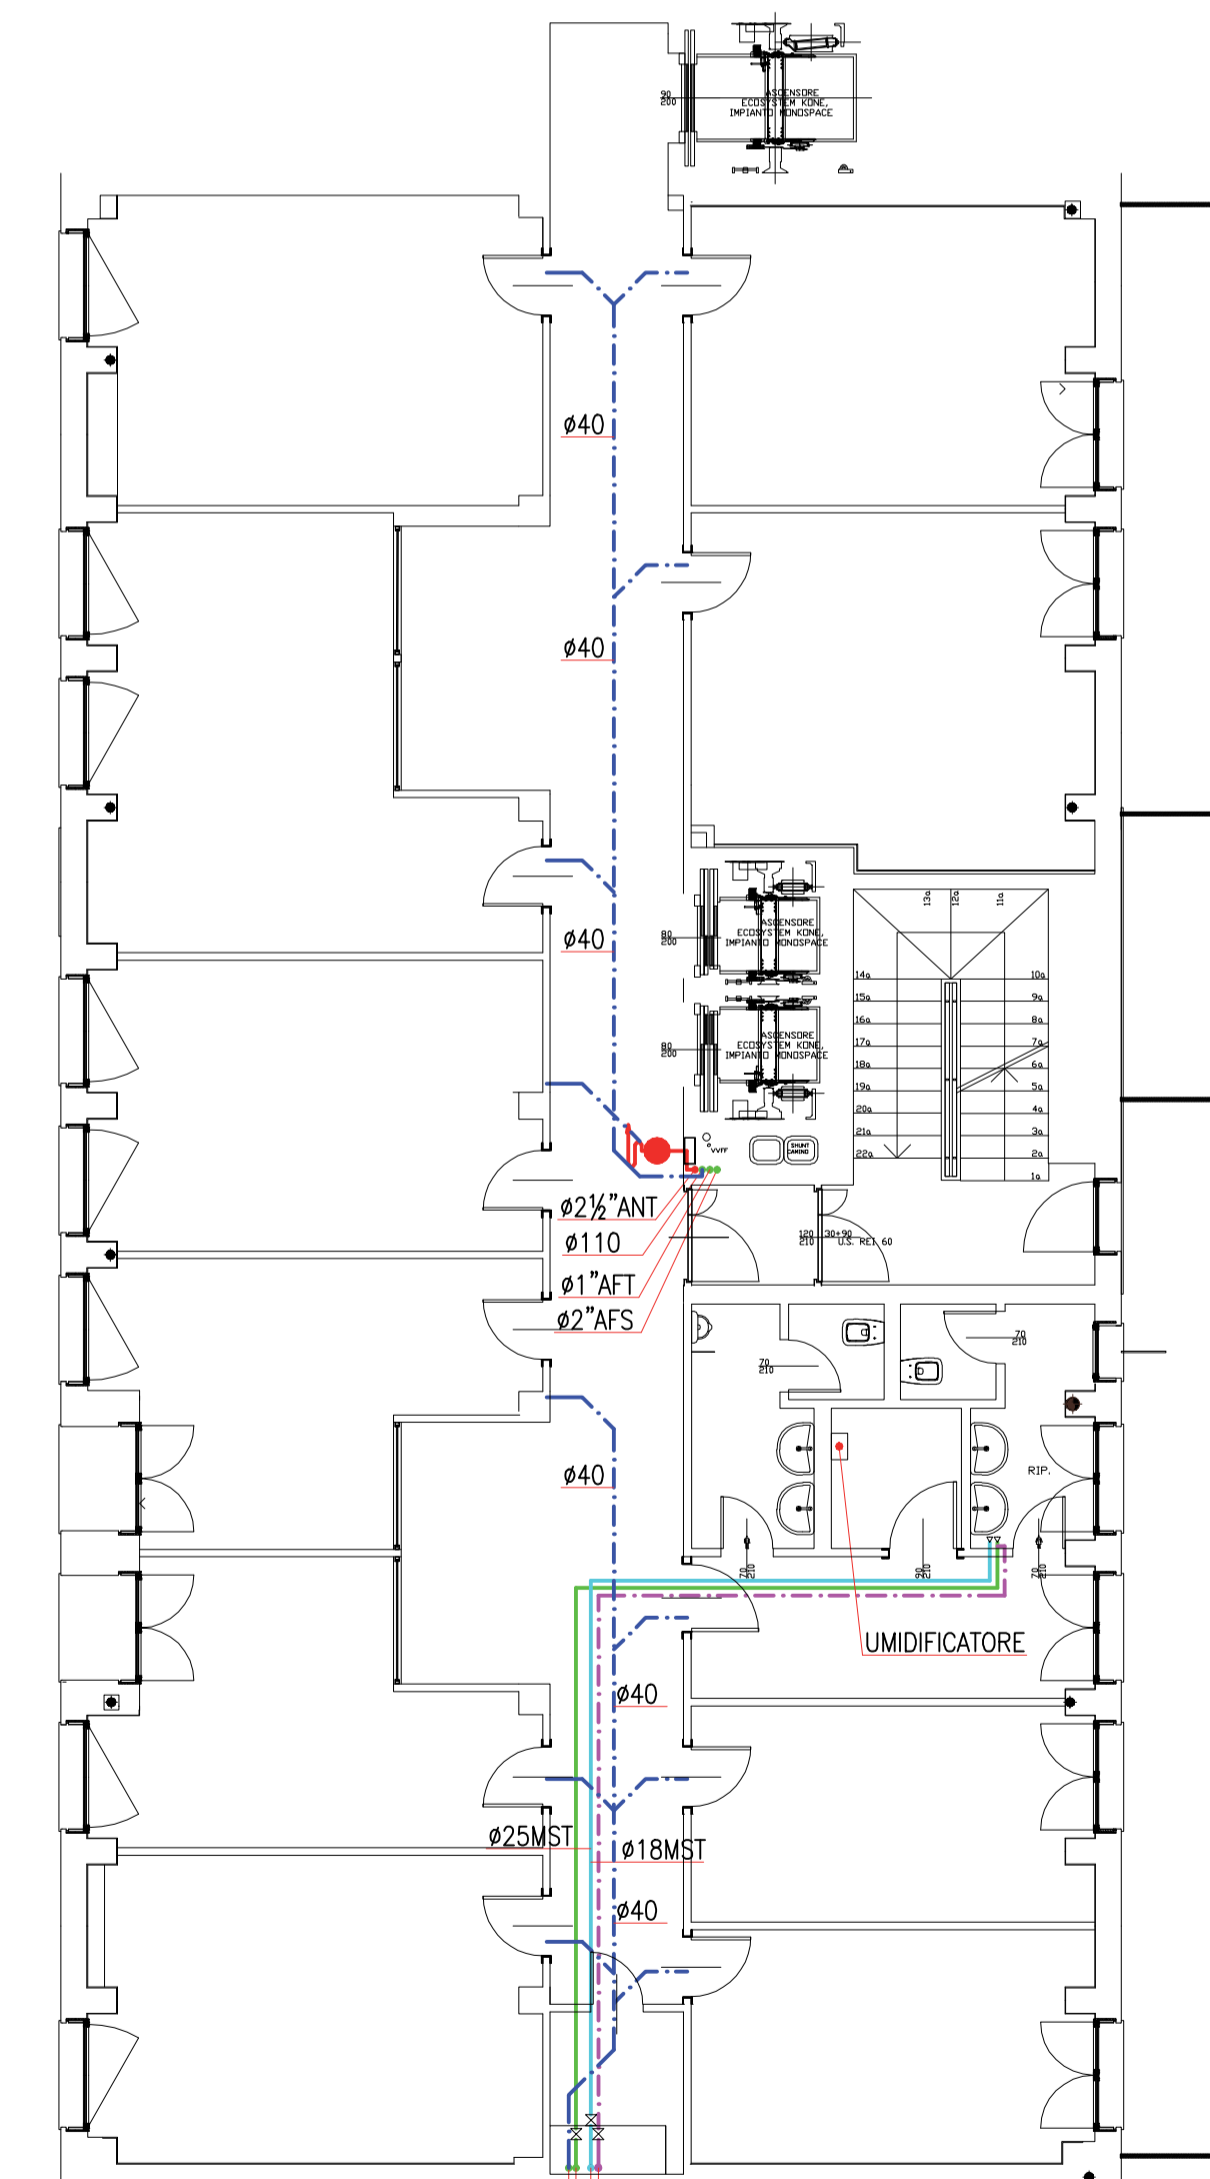 90
200
ASCENSORE
ECOSYSTEM KONE,
IMPIANTO MONOSPACE
ø40
ø40
ø40
80
200
ASCENSORE
ECOSYSTEM KONE,
IMPIANTO MONOSPACE
80
200
ASCENSORE
ECOSYSTEM KONE,
IMPIANTO MONOSPACE
13a
12a
11a
14a
10a
15a
9a
16a
8a
17a
7a
18a
6a
19a
5a
20a
4a
21a
3a
22a
2a
1a
VVFF
SHUNT
CAMINO
ø2½"ANT
ø110
ø1"AFT
ø2"AFS
120 30+90
210 U.S. REI 60
70
210
70
210
ø40
RIP.
70
210
90
210
70
210
UMIDIFICATORE
ø40
ø25MST
ø18MST
ø40